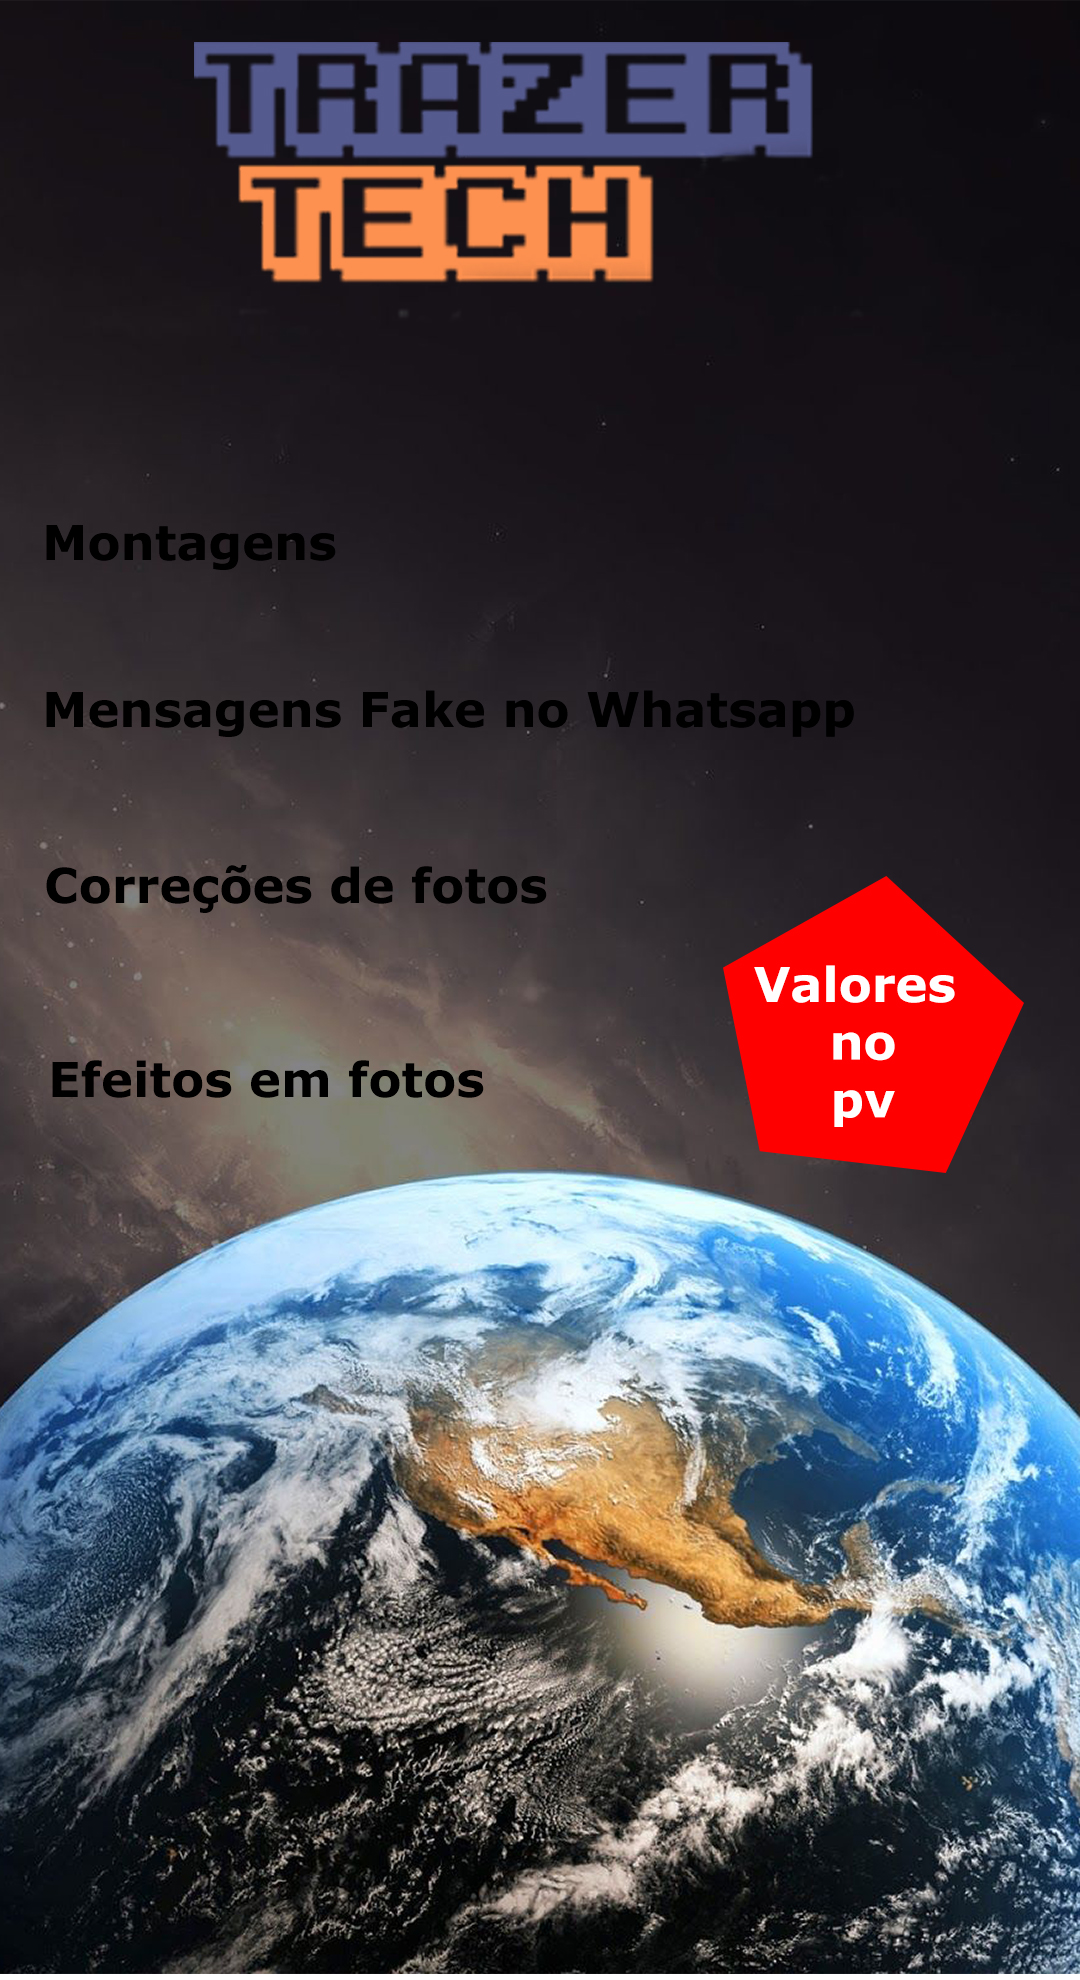 TRAZER
TECH
Montagens
Mensagens Fake no Whatsapp
Correções de fotos
Valores
no
pv
Efeitos em fotos